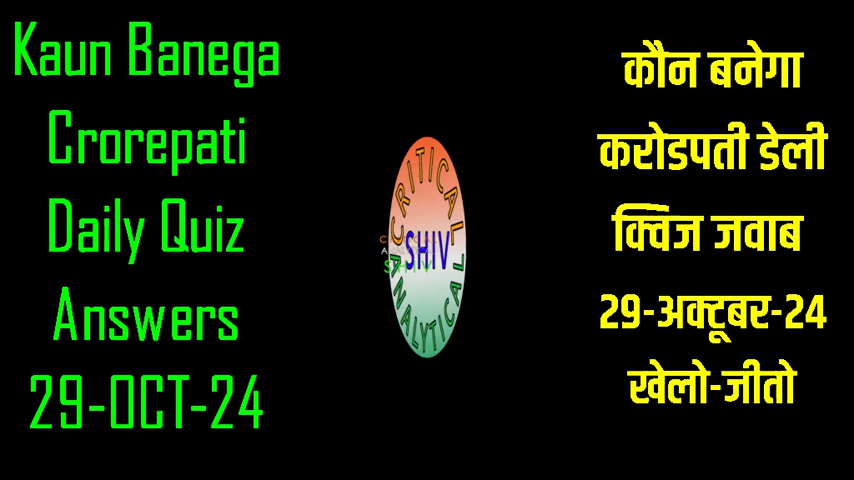 Kaun Banega
Crorepati
Daily Quiz
Answers
29-OCT-24
CRITICAL
SHIV
ANALYTICAL
SHIV
कौन बनेगा
करोडपती डेली
क्विज जवाब
29-अक्टूबर-24
खेलो-जीतो